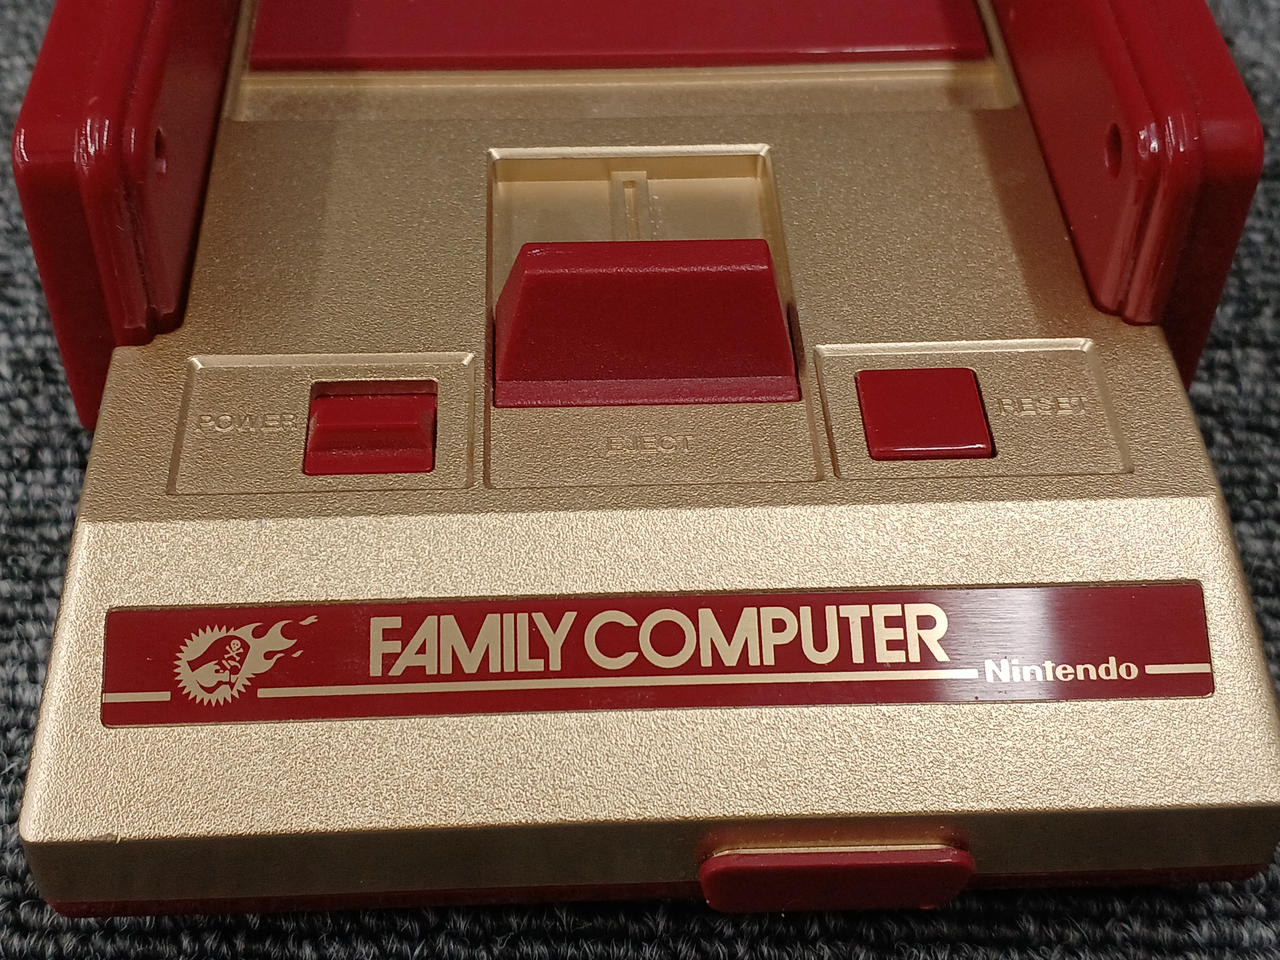 POWER
EJECT
RESET
FAMILY COMPUTER
Nintendo